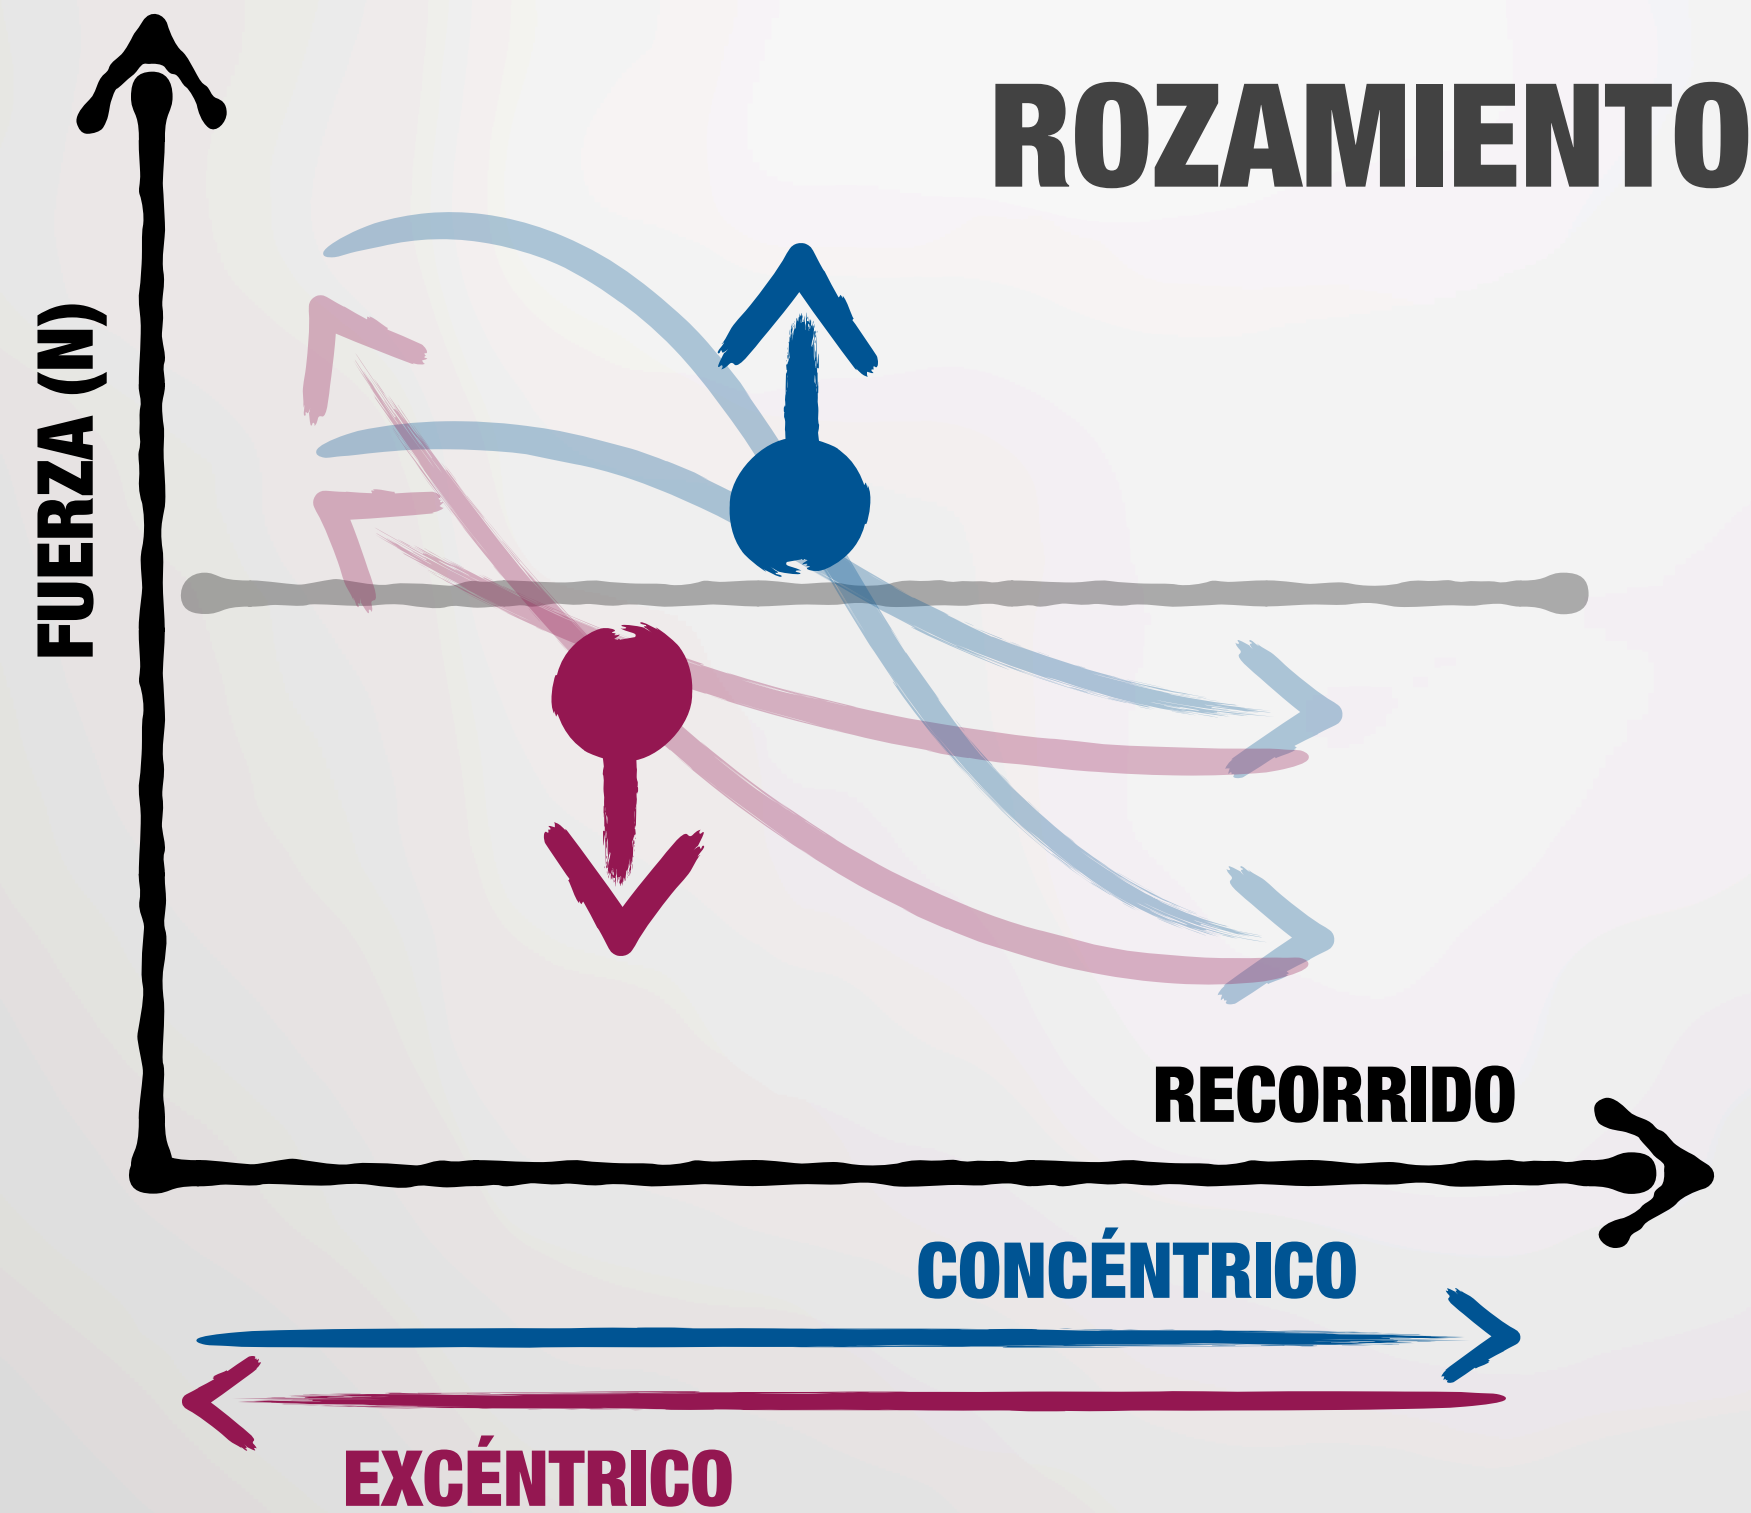 ROZAMIENTO
FUERZA (N)
RECORRIDO
CONCÉNTRICO
EXCÉNTRICO